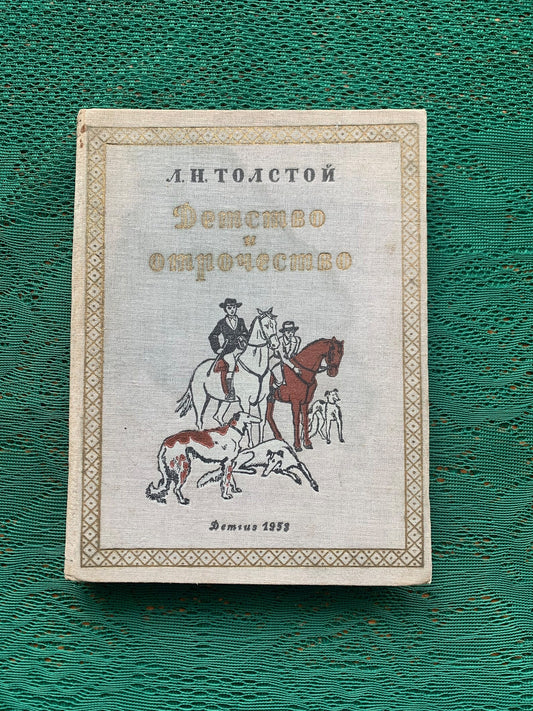 Л.Н.ТОЛСТОЙ
Детство
и
отрочество
Детгиз 1953